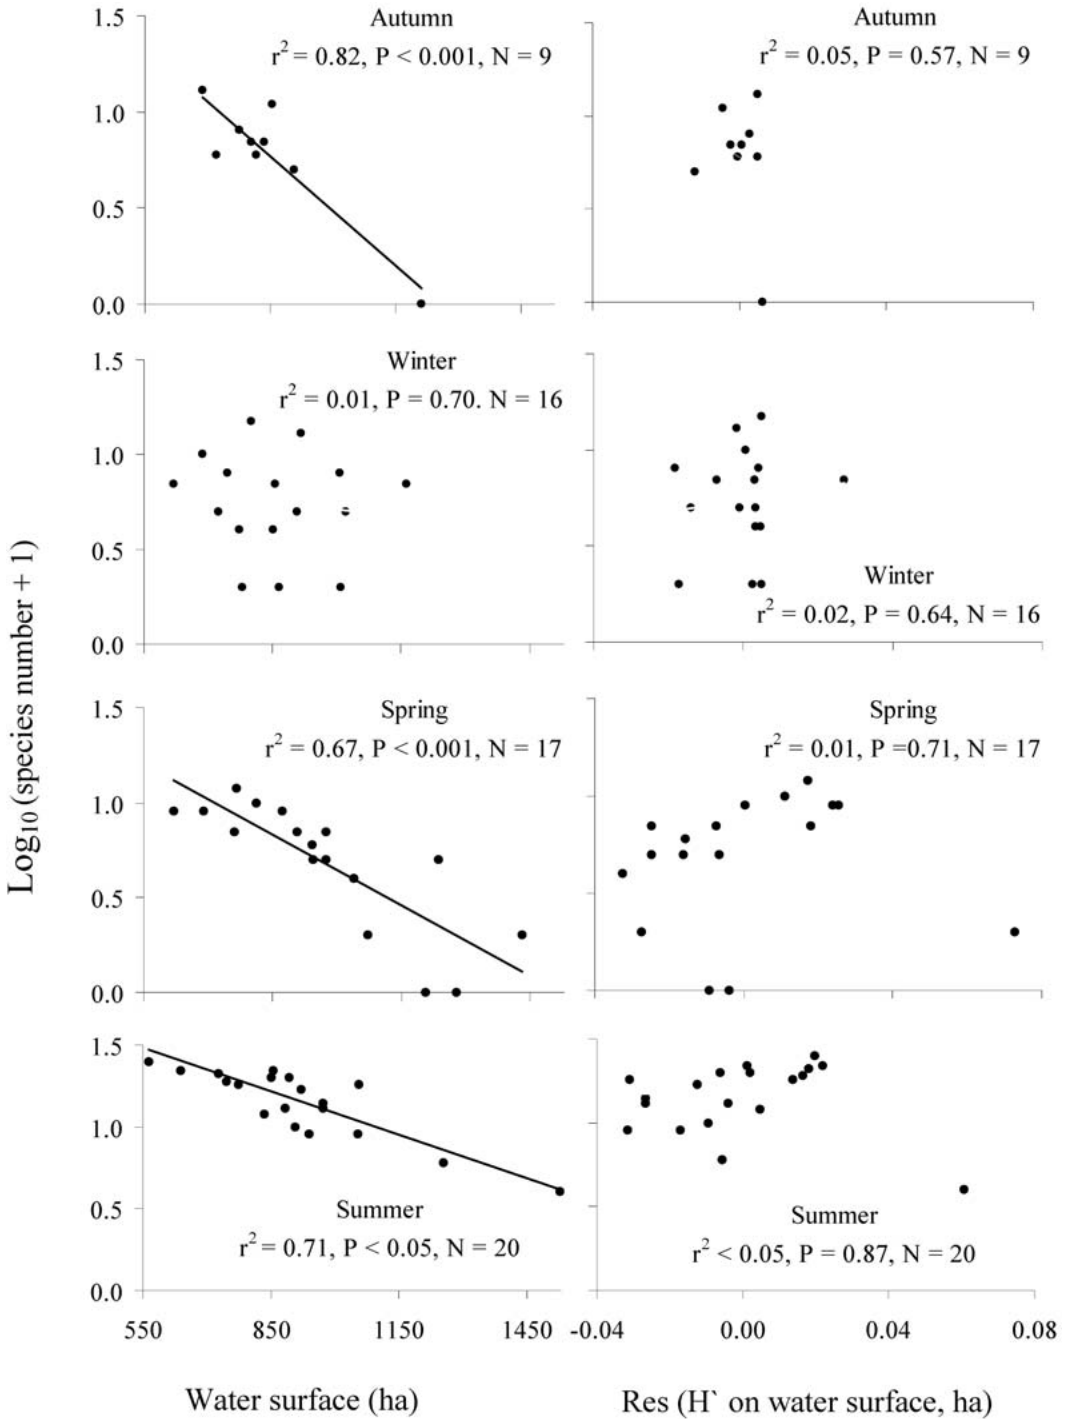 Autumn
r² = 0.82, P < 0.001, N = 9
1.5
1.0
0.5
0.0
Autumn
r² = 0.05, P = 0.57, N = 9
Winter
r² = 0.01, P = 0.70. N = 16
1.5
1.0
0.5
0.0
Winter
r² = 0.02, P = 0.64, N = 16
Spring
r² = 0.67, P < 0.001, N = 17
1.5
1.0
0.5
0.0
Spring
r² = 0.01, P =0.71, N = 17
1.5
1.0
0.5
0.0
Summer
r² = 0.71, P < 0.05, N = 20
Summer
r² < 0.05, P = 0.87, N = 20
550 850 1150 1450
-0.04 0.00 0.04 0.08
Log₁₀ (species number + 1)
Water surface (ha)
Res (H` on water surface, ha)